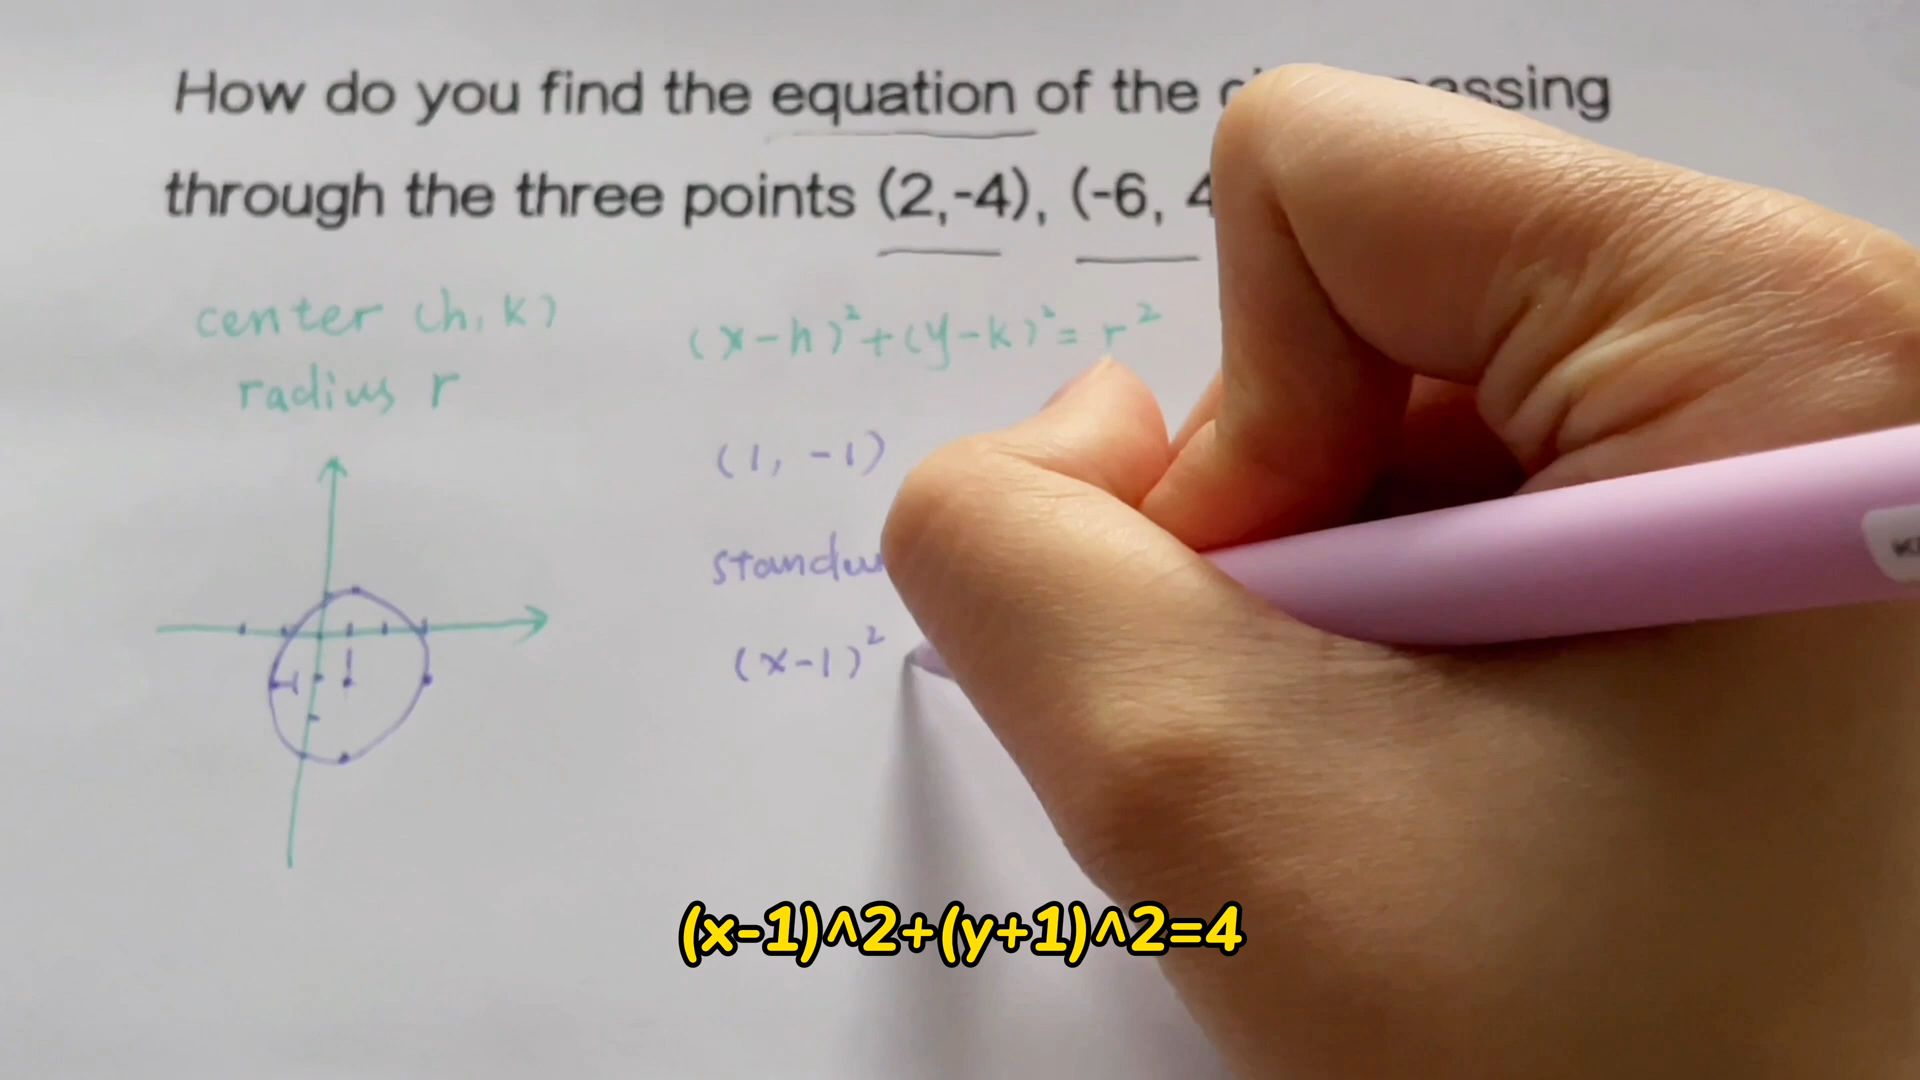 How do you find the equation of the passing
through the three points (2,-4), (-6, 4
center (h, k)
radius r
(x-h)²+(y-k)²=r²
(1, -1)
(x-1)²
(x-1)^2+(y+1)^2=4